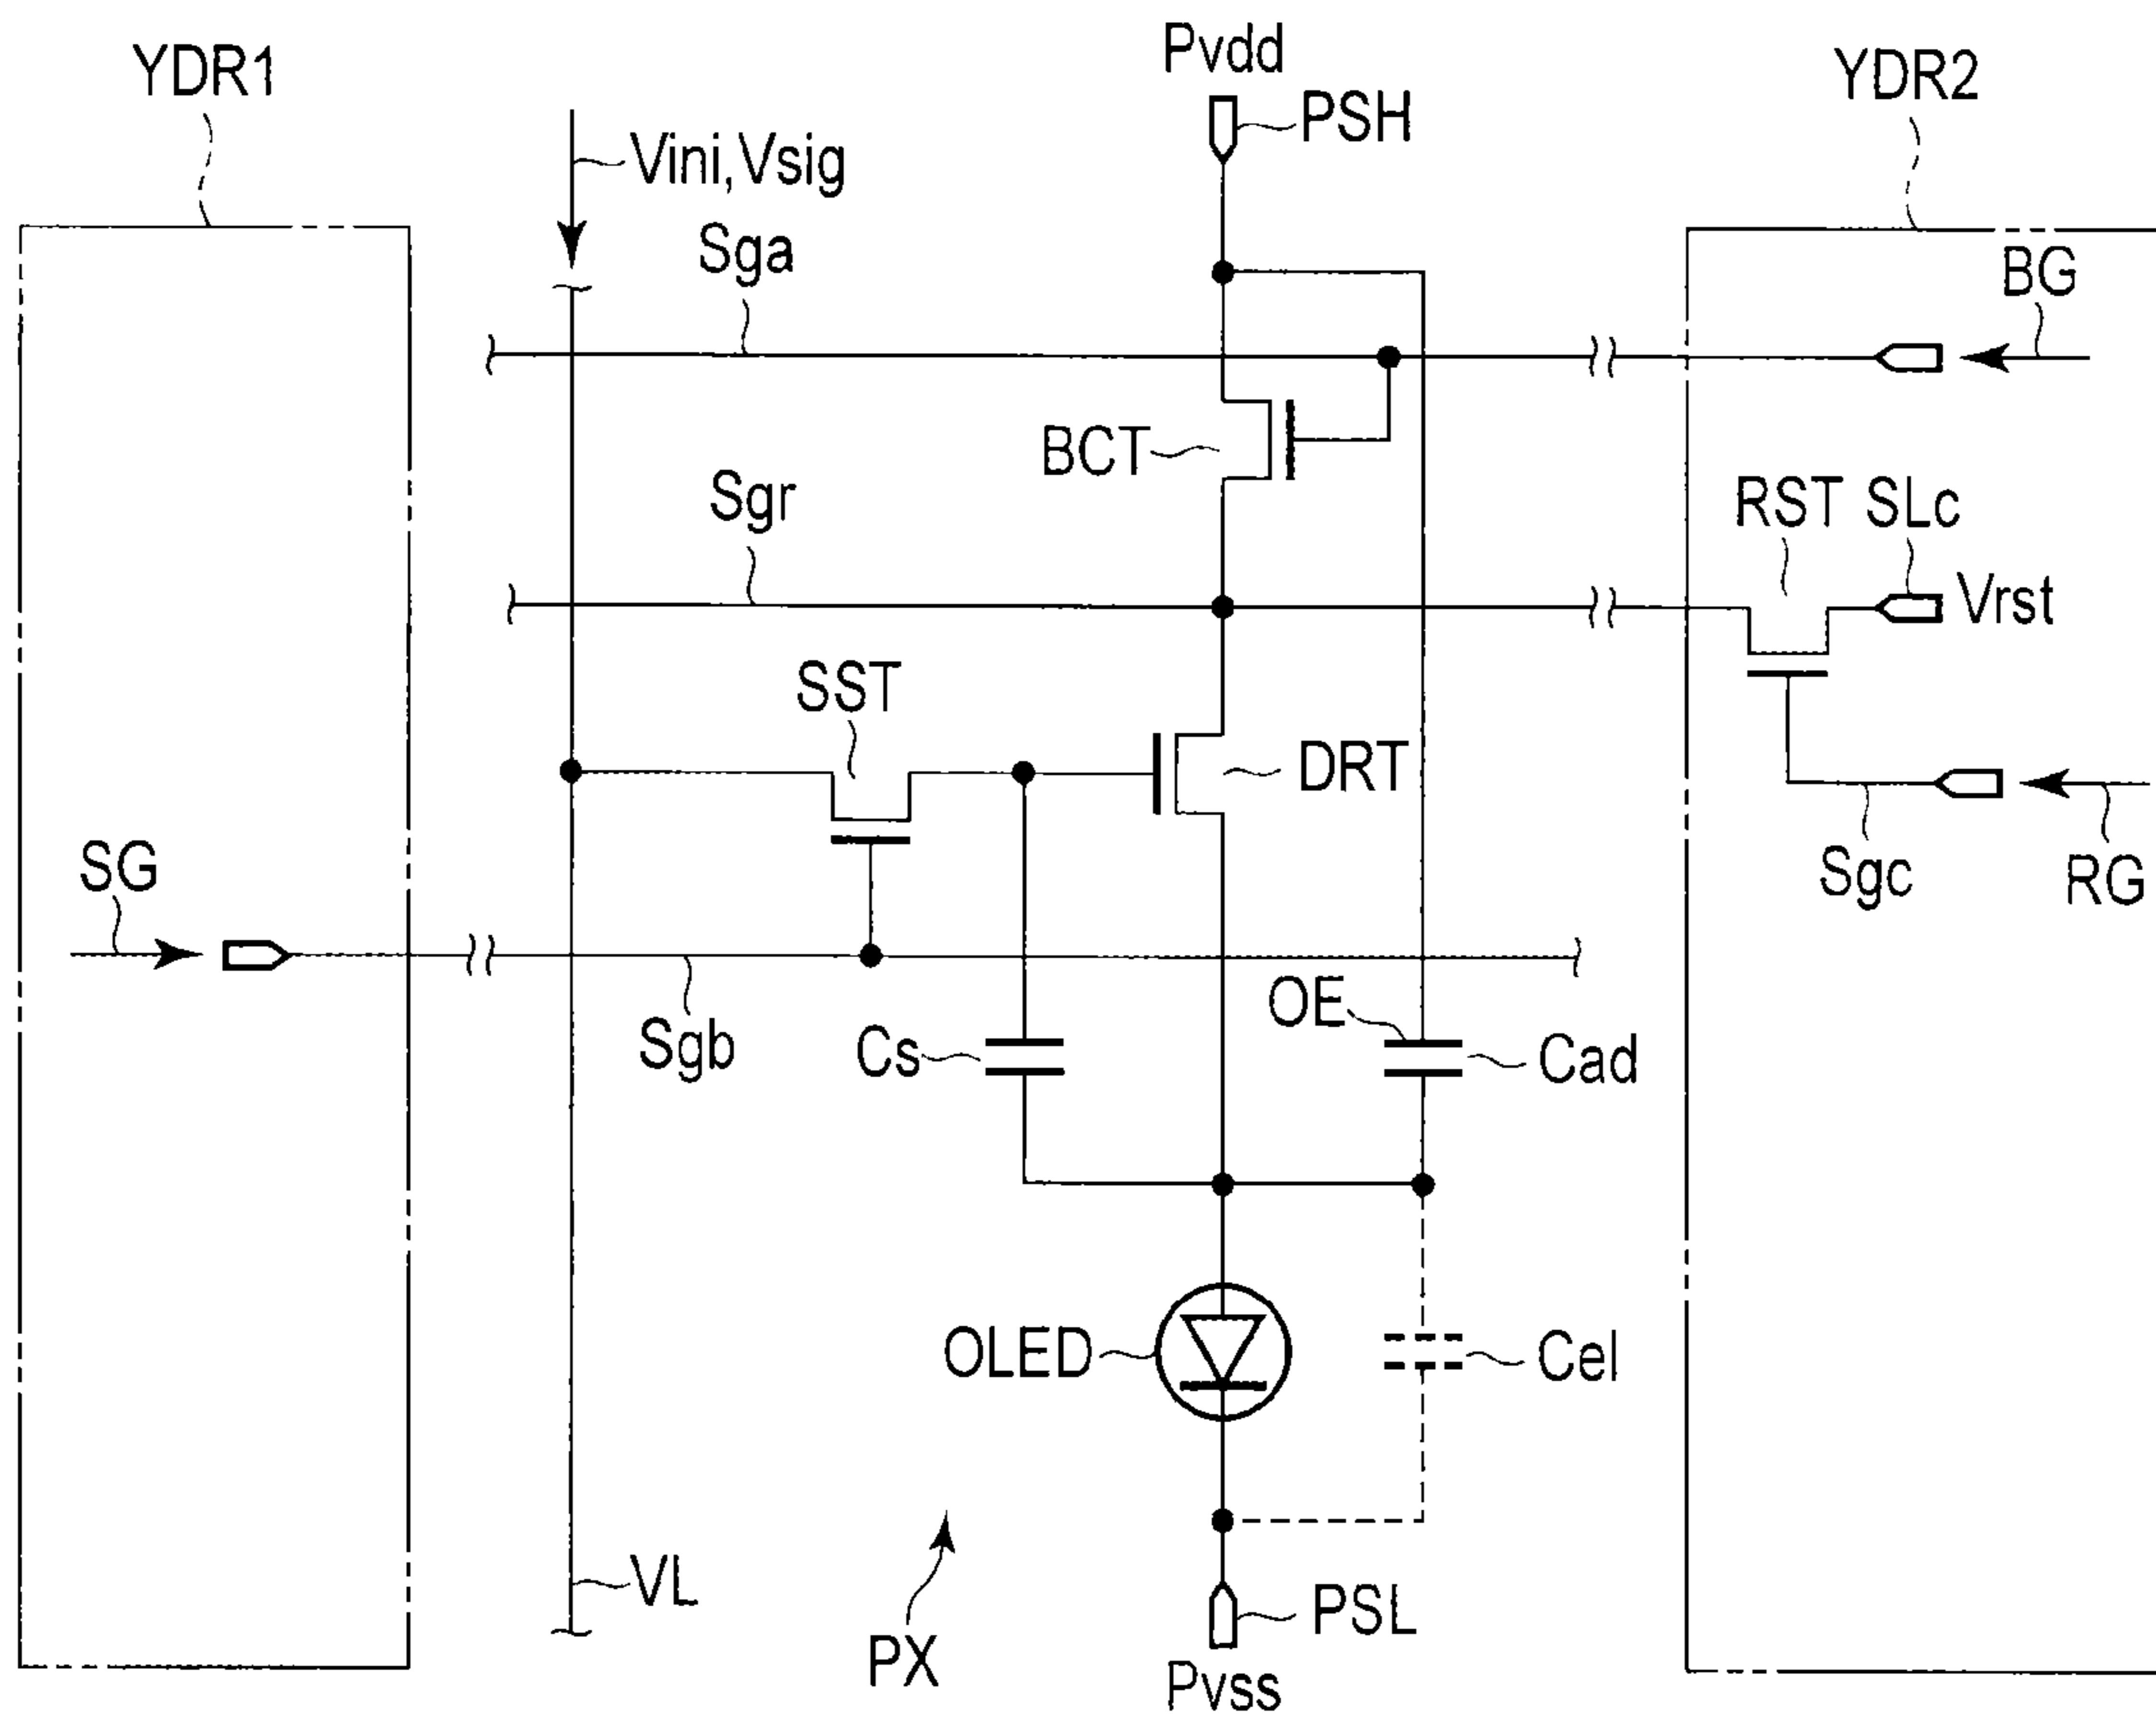 Pvdd
YDR1
YDR2
PSH
Vini,Vsig
Sga
BG
BCT
Sgr
RST SLc
Vrst
SST
DRT
SG
Sgc
RG
OE
Sgb
Cs
Cad
OLED
Cel
VL
PSL
PX
Pvss